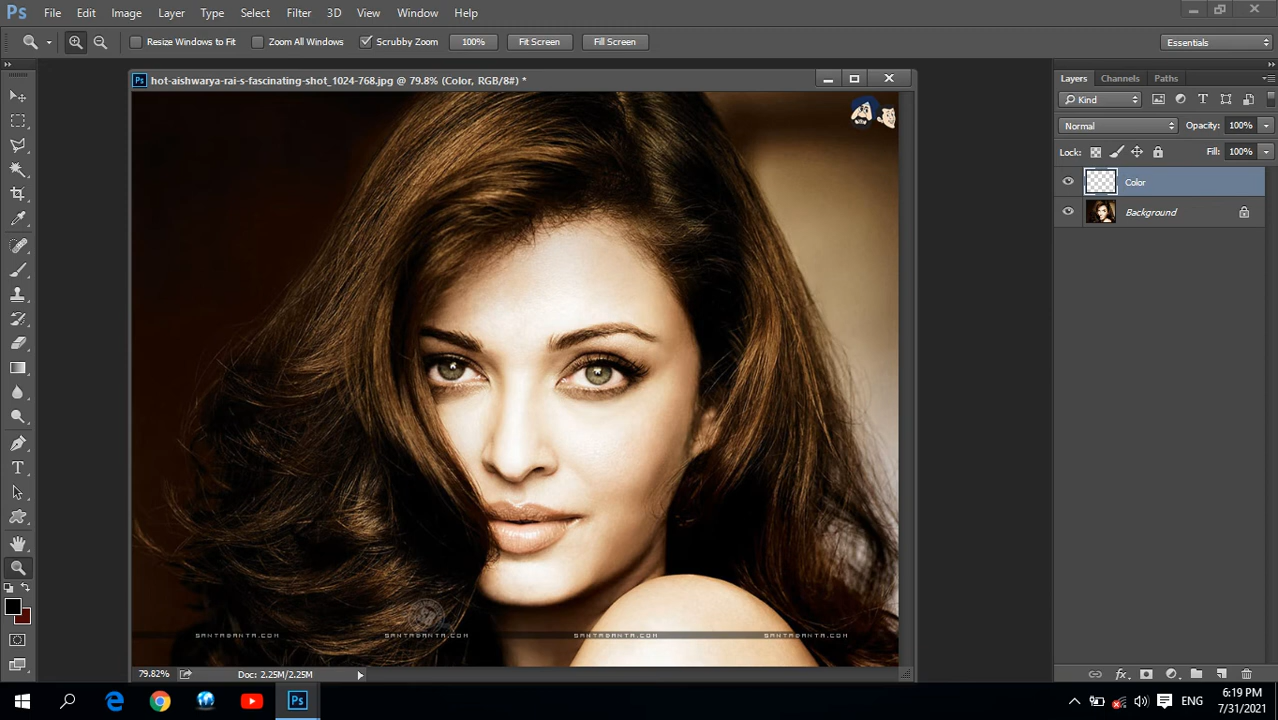 Ps File Edit Image Layer Type Select Filter 3D View Window Help
Resize Windows to Fit Zoom All Windows Scrubby Zoom 100% Fit Screen Fill Screen Essentials
Ps hot-aishwarya-rai-s-fascinating-shot_1024-768.jpg @ 79.8% (Color, RGB/8#) *
Layers Channels Paths
Kind
Normal Opacity: 100%
Lock: Fill: 100%
Color
Background
SANTABANTA.COM SANTABANTA.COM SANTABANTA.COM SANTABANTA.COM
79.82% Doc: 2.25M/2.25M
Ps ENG 6:19 PM
7/31/2021